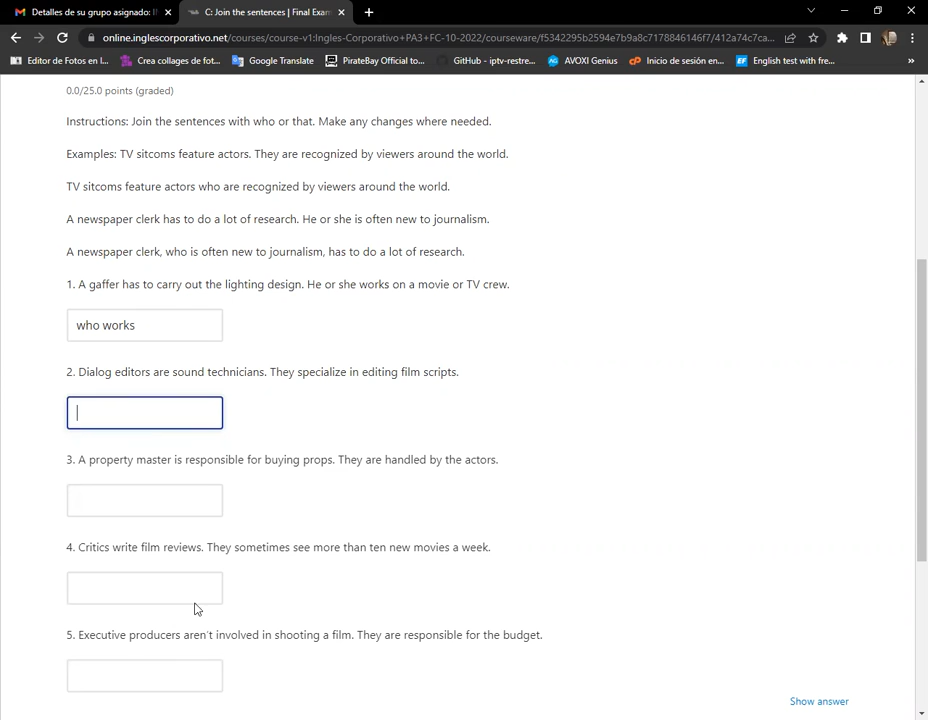 Detalles de su grupo asignado: I
C: Join the sentences | Final Exam
online.inglescorporativo.net/courses/course-v1:Ingles-Corporativo+PA3+FC-10-2022/courseware/f5342295b2594e7b9a8c7178846146f7/412a74c7ca...
Editor de Fotos en l...
Crea collages de fot...
Google Translate
PirateBay Official to...
GitHub - iptv-restre...
AVOXI Genius
Inicio de sesión en...
EF English test with fre...
0.0/25.0 points (graded)
Instructions: Join the sentences with who or that. Make any changes where needed.
Examples: TV sitcoms feature actors. They are recognized by viewers around the world.
TV sitcoms feature actors who are recognized by viewers around the world.
A newspaper clerk has to do a lot of research. He or she is often new to journalism.
A newspaper clerk, who is often new to journalism, has to do a lot of research.
1. A gaffer has to carry out the lighting design. He or she works on a movie or TV crew.
who works
2. Dialog editors are sound technicians. They specialize in editing film scripts.
3. A property master is responsible for buying props. They are handled by the actors.
4. Critics write film reviews. They sometimes see more than ten new movies a week.
5. Executive producers aren't involved in shooting a film. They are responsible for the budget.
Show answer